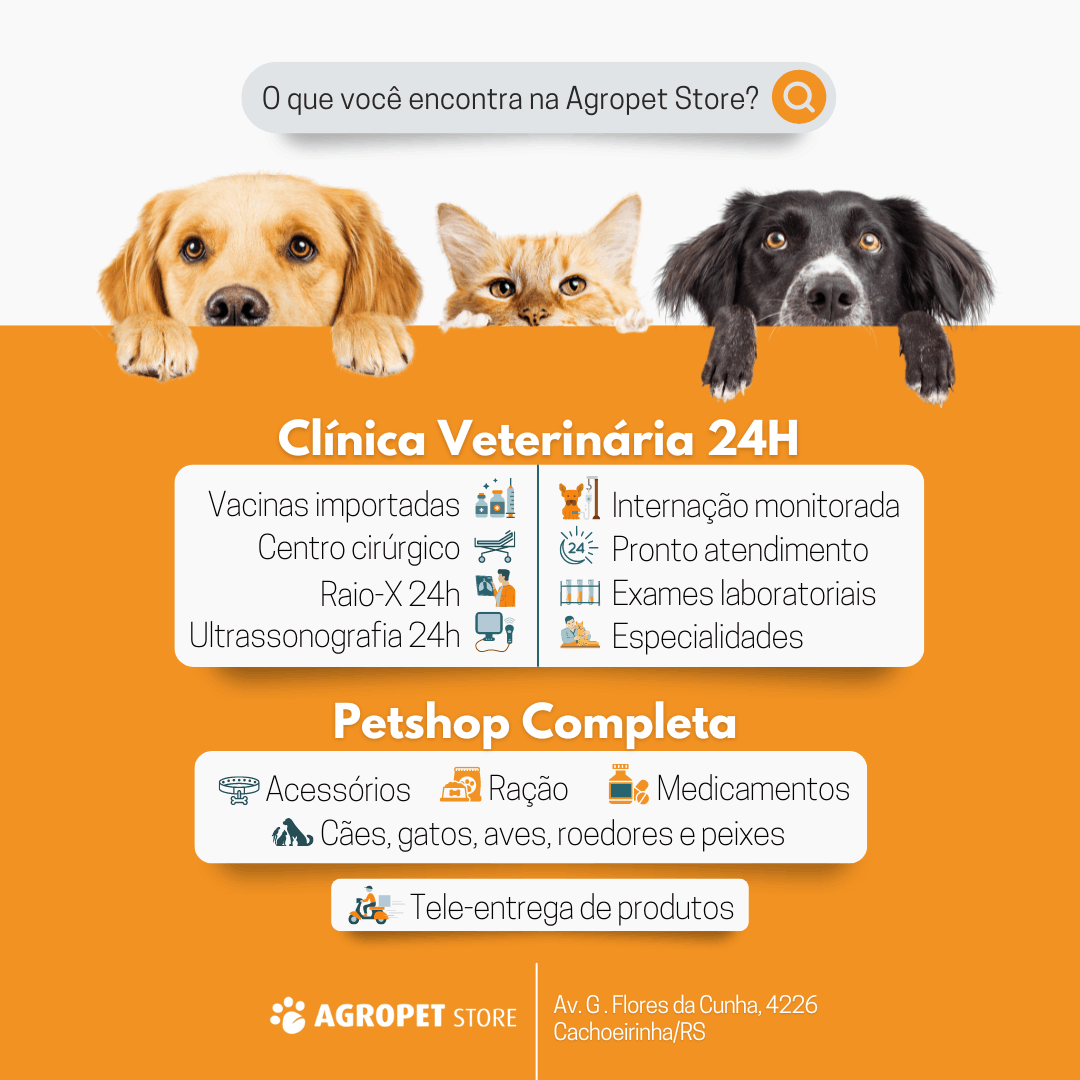 O que você encontra na Agropet Store?
Clínica Veterinária 24H
Vacinas importadas
Centro cirúrgico
Raio-X 24h
Ultrassonografia 24h
Internação monitorada
24
Pronto atendimento
Exames laboratoriais
Especialidades
Petshop Completa
Acessórios Ração Medicamentos
Cães, gatos, aves, roedores e peixes
Tele-entrega de produtos
AGROPET STORE
Av. G . Flores da Cunha, 4226
Cachoeirinha/RS